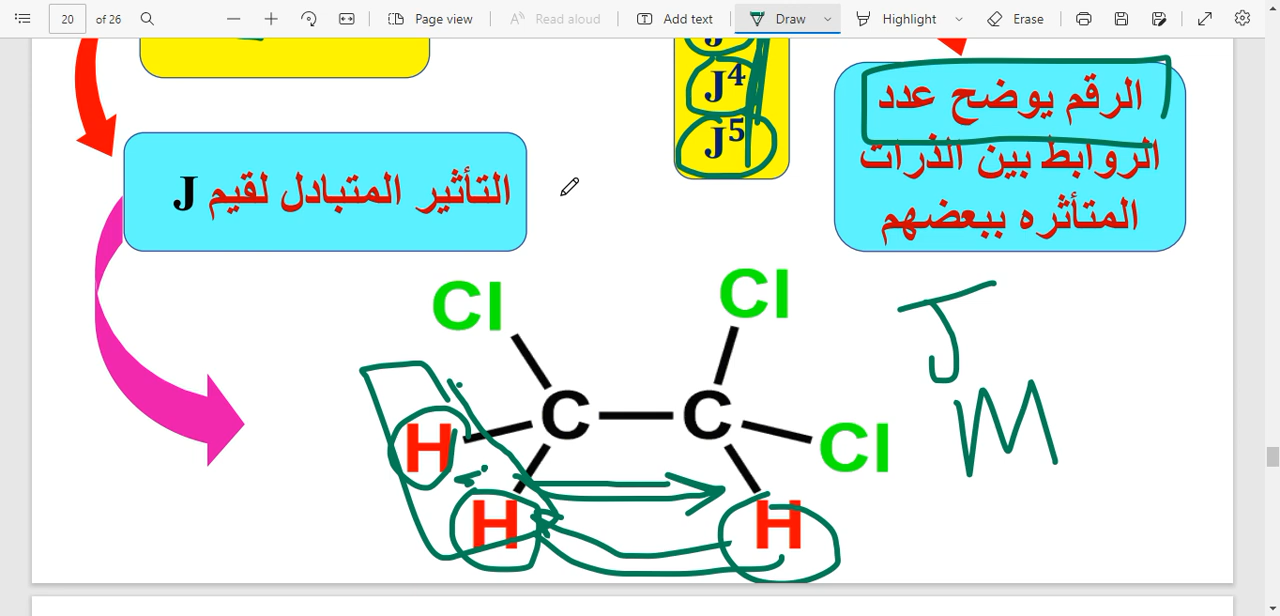 20
of 26
Page view
Read aloud
Add text
Draw
Highlight
Erase
J⁴
J⁵
الرقم يوضح عدد
الروابط بين الذرات
المتأثره ببعضهم
التأثير المتبادل لقيم J
Cl
Cl
J
C
C
M
H
Cl
H
H